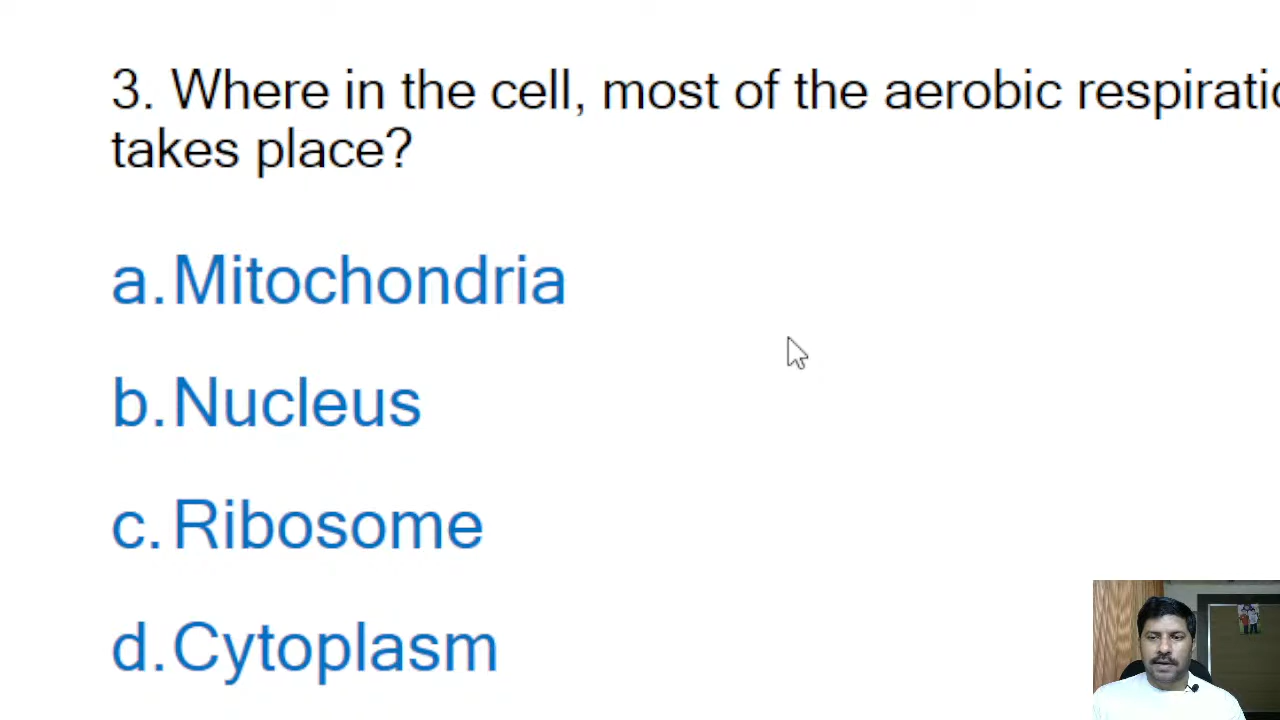 3. Where in the cell, most of the aerobic
takes place?
a. Mitochondria
b. Nucleus
c. Ribosome
d. Cytoplasm